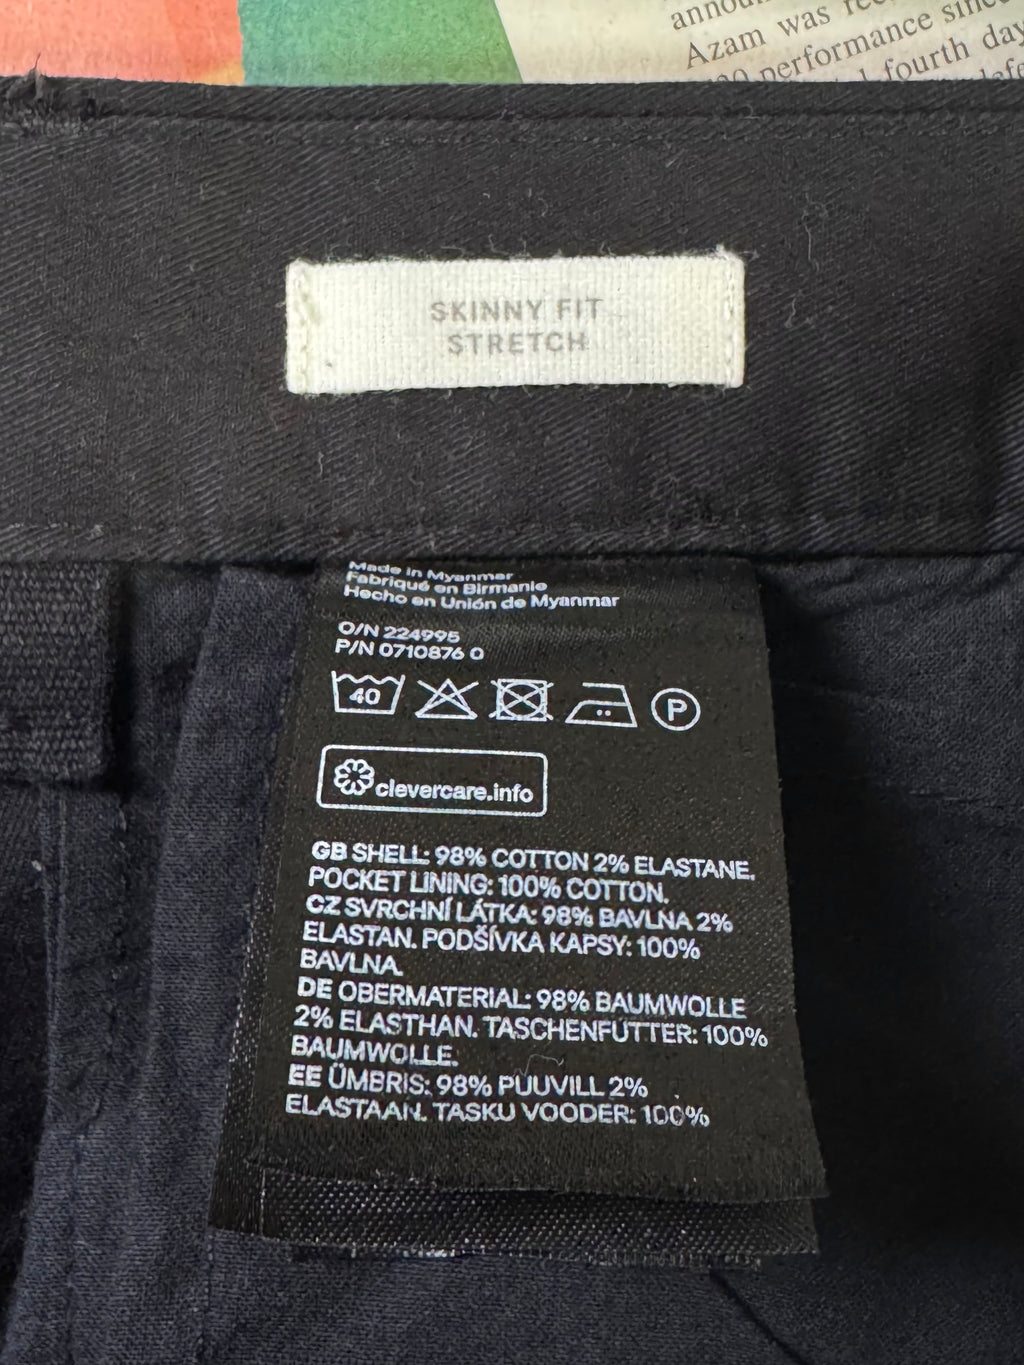 annou
Azam was rec
performance since
fourth day
SKINNY FIT
STRETCH
Made in Myanmar
Fabriqué en Birmanie
Hecho en Unión de Myanmar
O/N 224995
P/N 0710876 0
40
P
clevercare.info
GB SHELL: 98% COTTON 2% ELASTANE.
POCKET LINING: 100% COTTON.
CZ SVRCHNÍ LÁTKA: 98% BAVLNA 2%
ELASTAN. PODŠÍVKA KAPSY: 100%
BAVLNA.
DE OBERMATERIAL: 98% BAUMWOLLE
2% ELASTHAN. TASCHENFUTTER: 100%
BAUMWOLLE.
EE ÜMBRIS: 98% PUUVILL 2%
ELASTAAN. TASKU VOODER: 100%